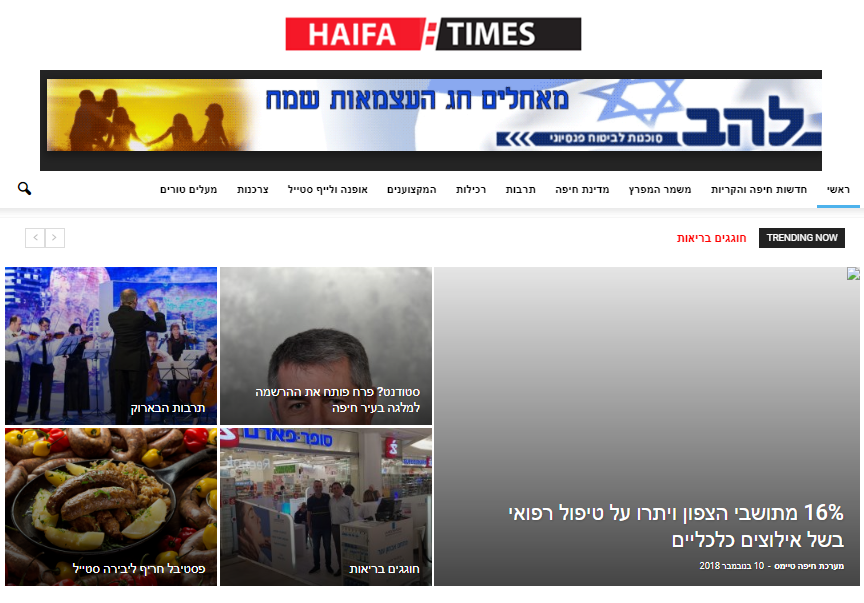 HAIFA TIMES
מאחלים חג העצמאות שמח
להב
סוכנות לביטוח פנסיוני
ראשי
חדשות חיפה והקריות
משמר המפרץ
מדינת חיפה
תרבות
רכילות
המקצוענים
אופנה ולייף סטייל
צרכנות
מעלים טורים
TRENDING NOW
חוגגים בריאות
16% מתושבי הצפון ויתרו על טיפול רפואי
בשל אילוצים כלכליים
מערכת חיפה טיימס - 10 בנובמבר 2018
סטודנט? פרח פותח את ההרשמה
למלגה בעיר חיפה
תרבות הבארוק
סופר-פארם
חוגגים בריאות
פסטיבל חריף ליבירה סטייל